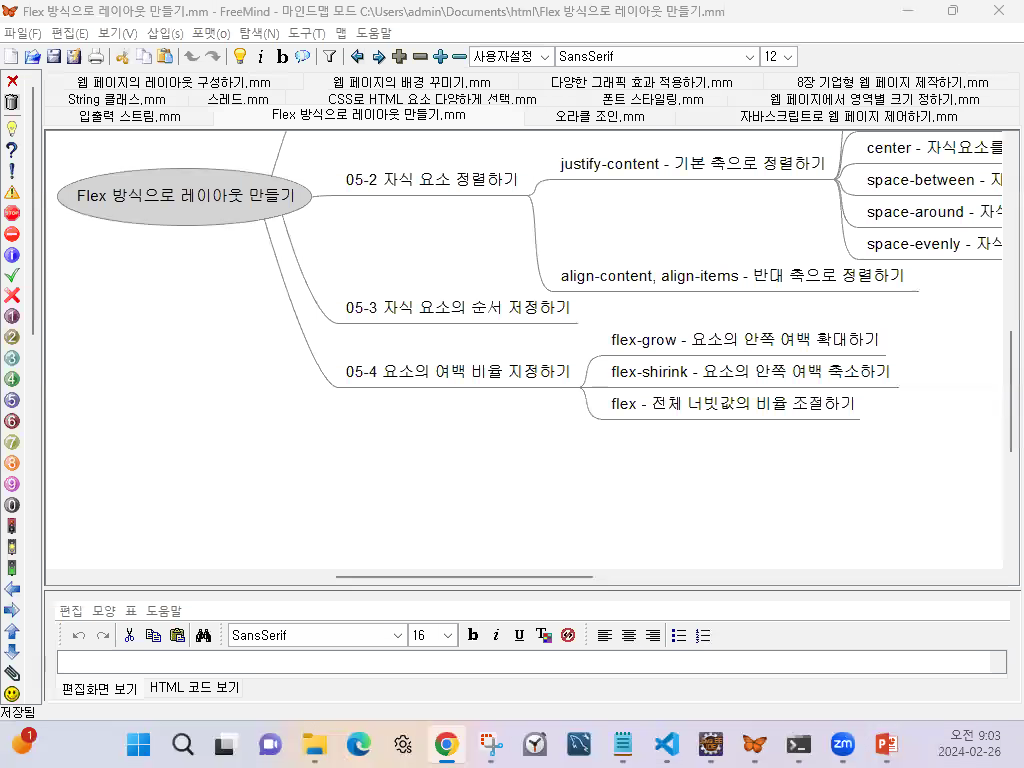 Flex 방식으로 레이아웃 만들기.mm - FreeMind - 마인드맵 모드 C:\Users\admin\Documents\html\Flex 방식으로 레이아웃 만들기.mm
파일(F) 편집(E) 보기(V) 삽입(s) 포맷(o) 탐색(N) 도구(T) 맵 도움말
사용자설정 SansSerif 12
웹 페이지의 레이아웃 구성하기.mm 웹 페이지의 배경 꾸미기.mm 다양한 그래픽 효과 적용하기.mm 8장 기업형 웹 페이지 제작하기.mm
String 클래스.mm 스레드.mm CSS로 HTML 요소 다양하게 선택.mm 폰트 스타일링.mm 웹 페이지에서 영역별 크기 정하기.mm
입출력 스트림.mm Flex 방식으로 레이아웃 만들기.mm 오라클 조인.mm 자바스크립트로 웹 페이지 제어하기.mm
center - 자식요소를
justify-content - 기본 축으로 정렬하기
05-2 자식 요소 정렬하기
space-between - 자
Flex 방식으로 레이아웃 만들기
space-around - 자식
space-evenly - 자식
align-content, align-items - 반대 축으로 정렬하기
05-3 자식 요소의 순서 저정하기
flex-grow - 요소의 안쪽 여백 확대하기
05-4 요소의 여백 비율 지정하기
flex-shirink - 요소의 안쪽 여백 축소하기
flex - 전체 너빗값의 비율 조절하기
편집 모양 표 도움말
SansSerif 16
편집화면 보기 HTML 코드 보기
저장됨
오전 9:03
2024-02-26